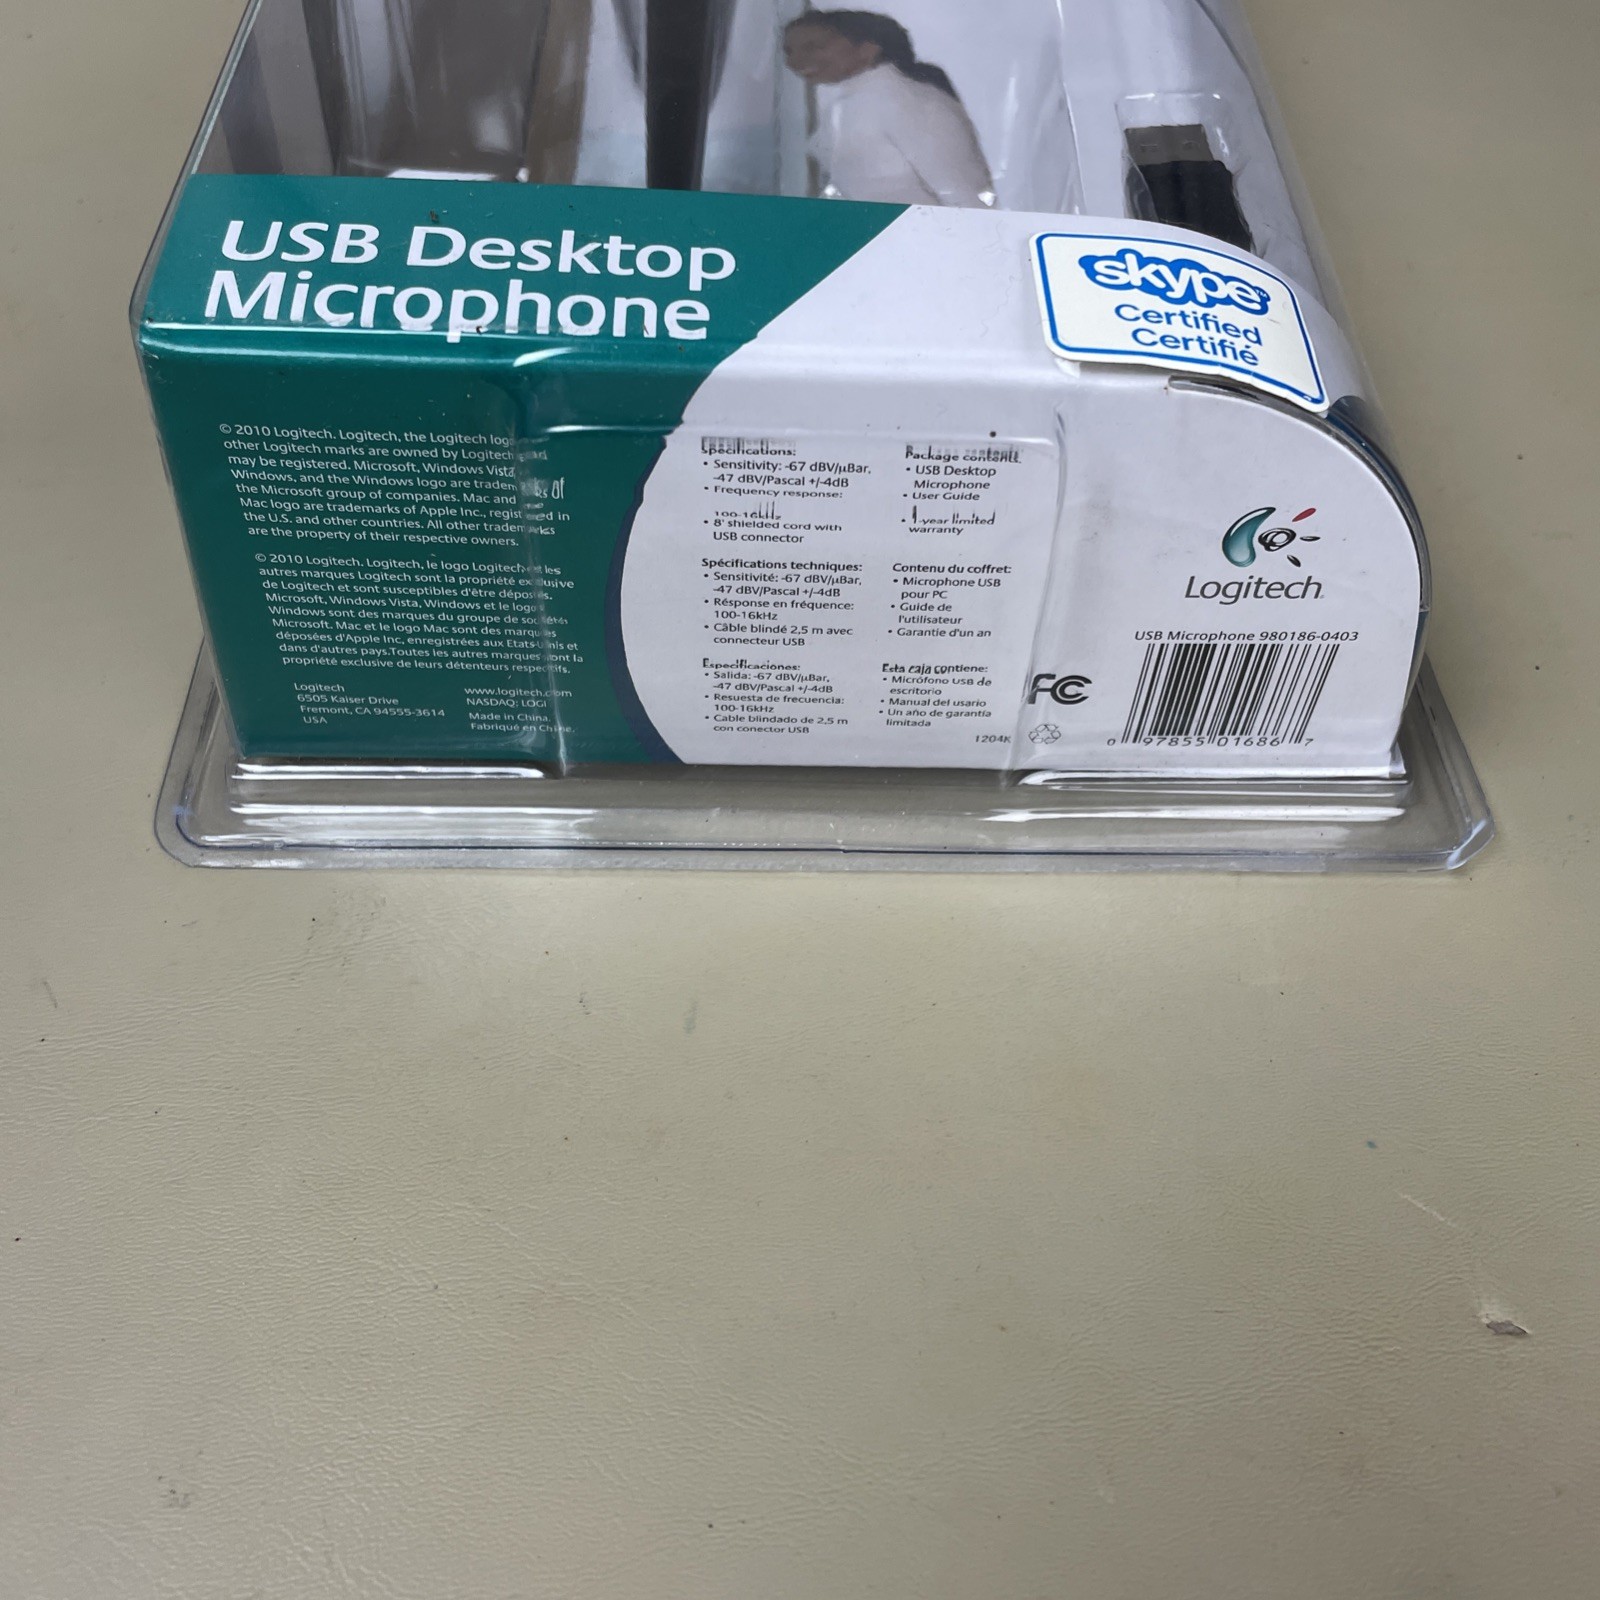 USB Desktop
Microphone
skype™
Certified
Certifié
© 2010 Logitech. Logitech, the Logitech
other Logitech marks are owned by Logitech and
may be registered. Microsoft, Windows Vista,
Windows, and the Windows logo are of
the Microsoft group of companies. Mac and
Mac logo are trademarks of Apple Inc., registered in
the U.S. and other countries. All other trademarks
are the property of their respective owners.
© 2010 Logitech. Logitech, le logo Logitech et les
autres marques Logitech sont la propriété exclusive
de Logitech et sont susceptibles d'être déposés.
Microsoft, Windows Vista, Windows et le logo
Windows sont des marques du groupe de sociétés
Microsoft. Mac et le logo Mac sont des marques
déposées d'Apple Inc, enregistrées aux Etats-Unis et
dans d'autres pays.Toutes les autres marques sont la
propriété exclusive de leurs détenteurs respectifs.
Logitech
6505 Kaiser Drive
Fremont, CA 94555-3614
USA
www.logitech.com
NASDAQ: LOGI
Made in China.
Fabriqué en Chine.
Specifications:
• Sensitivity: -67 dBV/µBar,
-47 dBV/Pascal +/-4dB
• Frequency response:
100-16kHz
• 8' shielded cord with
USB connector
Package contents:
• USB Desktop
Microphone
• User Guide
• 1-year limited
warranty
Spécifications techniques:
• Sensitivité: -67 dBV/µBar,
-47 dBV/Pascal +/-4dB
• Résponse en fréquence:
100-16kHz
• Câble blindé 2,5 m avec
connecteur USB
Contenu du coffret:
• Microphone USB
pour PC
• Guide de
l'utilisateur
• Garantie d'un an
Especificaciones:
• Salida: -67 dBV/µBar,
-47 dBV/Pascal +/-4dB
• Resuesta de frecuencia:
100-16kHz
• Cable blindado de 2,5 m
con conector USB
Esta caja contiene:
• Micrófono USB de
escritorio
• Manual del usario
• Un año de garantía
limitada
1204K
FC
Logitech
USB Microphone 980186-0403
0 97855 01686 7